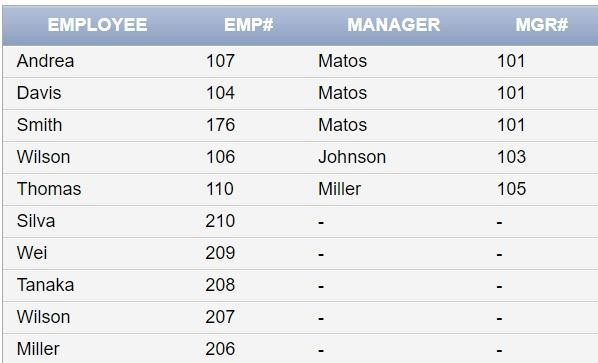 EMPLOYEE EMP# MANAGER MGR#
Andrea 107 Matos 101
Davis 104 Matos 101
Smith 176 Matos 101
Wilson 106 Johnson 103
Thomas 110 Miller 105
Silva 210 - -
Wei 209 - -
Tanaka 208 - -
Wilson 207 - -
Miller 206 - -